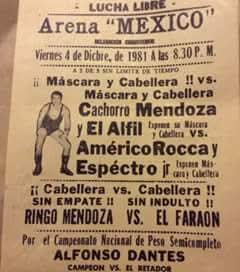 LUCHA LIBRE
Arena "MEXICO"
Viernes 4 de Dicbre, de 1981 A las 8.30 P. M.
A 2 DE 3 SIN LIMITE DE TIEMPO
¡¡ Máscara y Cabellera !! vs.
Máscara y Cabellera
Cachorro Mendoza
y El Alfil Exponen su Máscara y Cabellera VS.
Américo Rocca y
Espéctro jr Exponen Máscara y Cabellera
¡¡ Cabellera vs. Cabellera !!
SIN EMPATE !! SIN INDULTO !!
RINGO MENDOZA VS. EL FARAON
Por el Campeonato Nacional de Peso Semicompleto
ALFONSO DANTES
CAMPEON VS. EL RETADOR